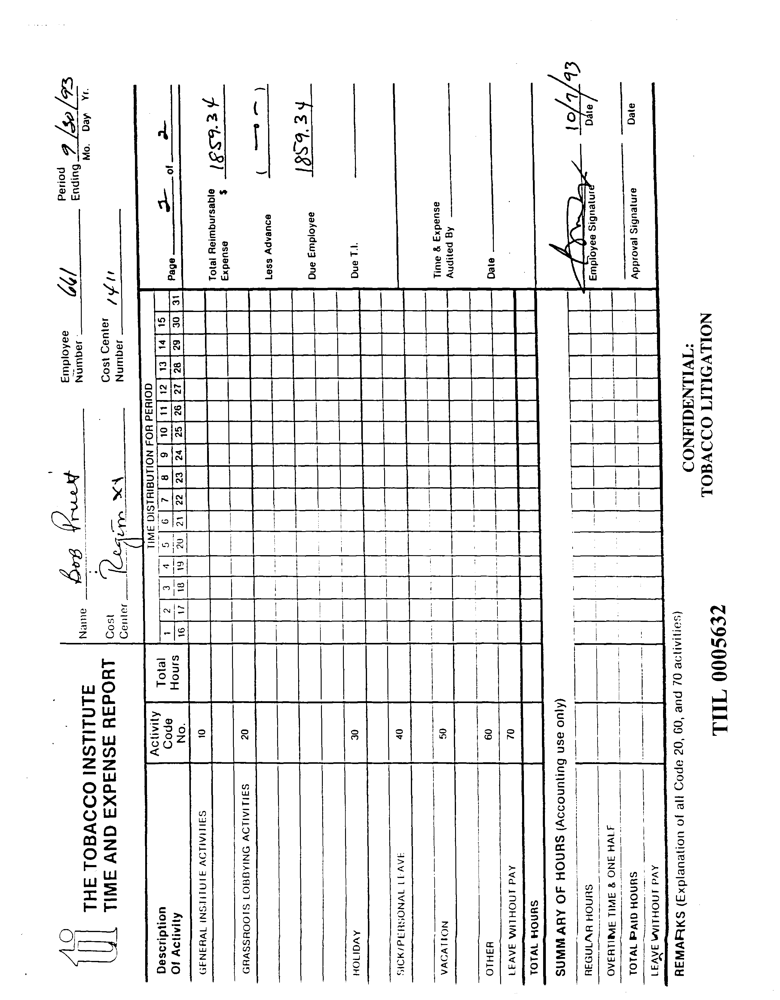 THE TOBACCO INSTITUTE
TIME AND EXPENSE REPORT
Name Bob Pruett
Employee Number 661
Period Ending 9/30/93
Mo. Day Yr.
Cost Center Region XI
Cost Center Number 1411
Description Of Activity
Activity Code No.
Total Hours
TIME DISTRIBUTION FOR PERIOD
1 2 3 4 5 6 7 8 9 10 11 12 13 14 15
16 17 18 19 20 21 22 23 24 25 26 27 28 29 30 31
Page 2 of 2
GENERAL INSTITUTE ACTIVITIES 10
GRASSROOTS LOBBYING ACTIVITIES 20
HOLIDAY 30
SICK/PERSONAL LEAVE 40
VACATION 50
OTHER 60
LEAVE WITHOUT PAY 70
TOTAL HOURS
Total Reimbursable Expense $ 1859.34
Less Advance ( — )
Due Employee 1859.34
Due T.I.
Time & Expense Audited By
Date
SUMMARY OF HOURS (Accounting use only)
REGULAR HOURS
OVERTIME TIME & ONE HALF
TOTAL PAID HOURS
LEAVE WITHOUT PAY
Employee Signature
10/7/93
Date
Approval Signature
Date
REMARKS (Explanation of all Code 20, 60, and 70 activities)
CONFIDENTIAL:
TOBACCO LITIGATION
TIIL 0005632